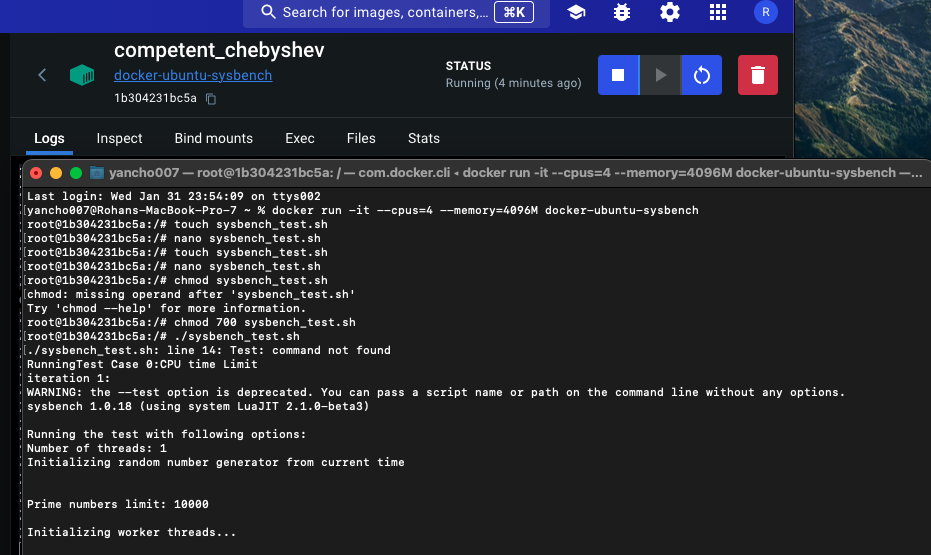 Search for images, containers,... ⌘K
R
competent_chebyshev
docker-ubuntu-sysbench
1b304231bc5a
STATUS
Running (4 minutes ago)
Logs Inspect Bind mounts Exec Files Stats
yancho007 — root@1b304231bc5a: / — com.docker.cli ◂ docker run -it --cpus=4 --memory=4096M docker-ubuntu-sysbench —...
Last login: Wed Jan 31 23:54:09 on ttys002
[yancho007@Rohans-MacBook-Pro-7 ~ % docker run -it --cpus=4 --memory=4096M docker-ubuntu-sysbench
root@1b304231bc5a:/# touch sysbench_test.sh
[root@1b304231bc5a:/# nano sysbench_test.sh
[root@1b304231bc5a:/# touch sysbench_test.sh
[root@1b304231bc5a:/# nano sysbench_test.sh
[root@1b304231bc5a:/# chmod sysbench_test.sh
[chmod: missing operand after 'sysbench_test.sh'
Try 'chmod --help' for more information.
root@1b304231bc5a:/# chmod 700 sysbench_test.sh
[root@1b304231bc5a:/# ./sysbench_test.sh
[./sysbench_test.sh: line 14: Test: command not found
RunningTest Case 0:CPU time Limit
iteration 1:
WARNING: the --test option is deprecated. You can pass a script name or path on the command line without any options.
sysbench 1.0.18 (using system LuaJIT 2.1.0-beta3)
Running the test with following options:
Number of threads: 1
Initializing random number generator from current time
Prime numbers limit: 10000
Initializing worker threads...